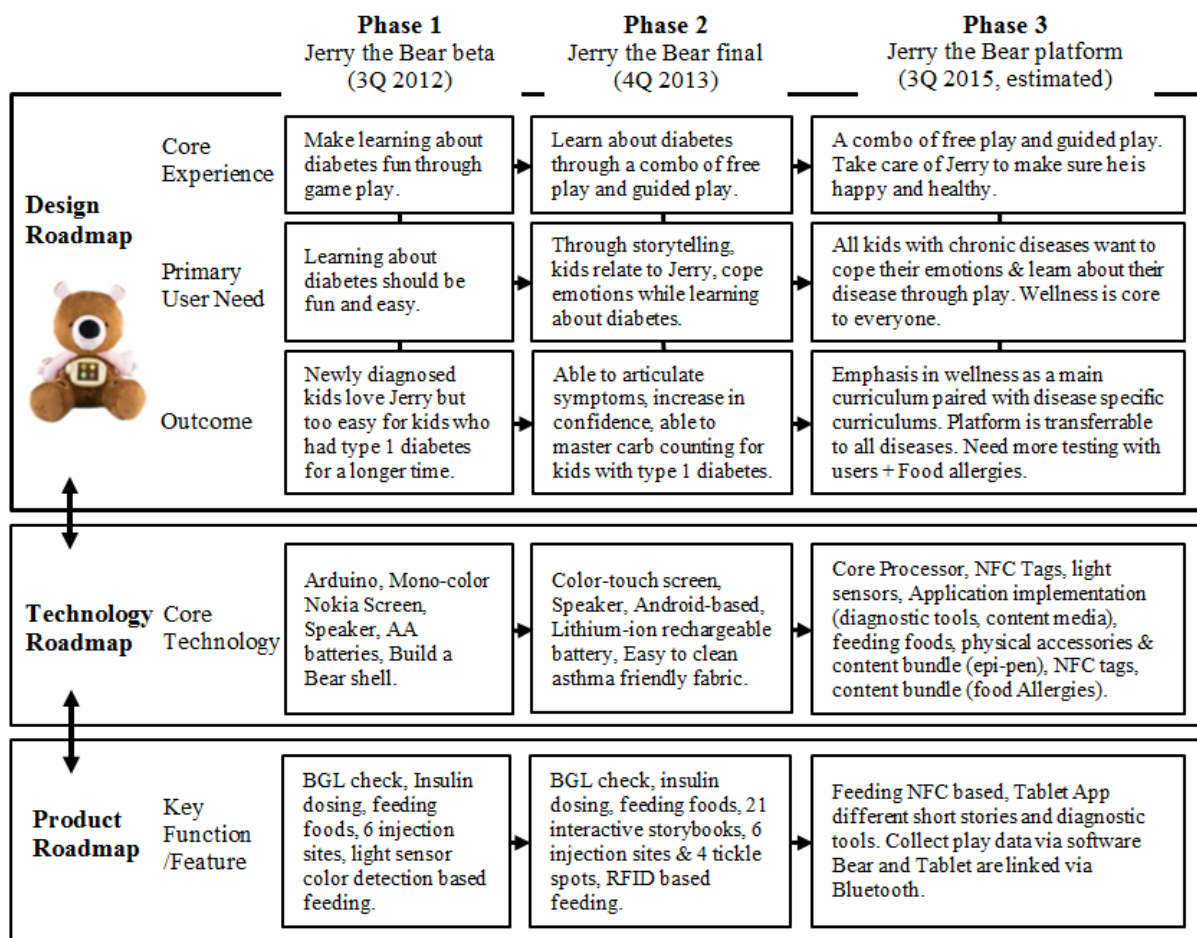 Phase 1
Jerry the Bear beta
(3Q 2012)
Phase 2
Jerry the Bear final
(4Q 2013)
Phase 3
Jerry the Bear platform
(3Q 2015, estimated)
Design
Roadmap
Core
Experience
Make learning about
diabetes fun through
game play.
Learn about diabetes
through a combo of free
play and guided play.
A combo of free play and guided play.
Take care of Jerry to make sure he is
happy and healthy.
Primary
User Need
Learning about
diabetes should be
fun and easy.
Through storytelling,
kids relate to Jerry, cope
emotions while learning
about diabetes.
All kids with chronic diseases want to
cope their emotions & learn about their
disease through play. Wellness is core
to everyone.
Outcome
Newly diagnosed
kids love Jerry but
too easy for kids who
had type 1 diabetes
for a longer time.
Able to articulate
symptoms, increase in
confidence, able to
master carb counting for
kids with type 1 diabetes.
Emphasis in wellness as a main
curriculum paired with disease specific
curriculums. Platform is transferrable
to all diseases. Need more testing with
users + Food allergies.
Technology
Roadmap
Core
Technology
Arduino, Mono-color
Nokia Screen,
Speaker, AA
batteries, Build a
Bear shell.
Color-touch screen,
Speaker, Android-based,
Lithium-ion rechargeable
battery, Easy to clean
asthma friendly fabric.
Core Processor, NFC Tags, light
sensors, Application implementation
(diagnostic tools, content media),
feeding foods, physical accessories &
content bundle (epi-pen), NFC tags,
content bundle (food Allergies).
Product
Roadmap
Key
Function
/Feature
BGL check, Insulin
dosing, feeding
foods, 6 injection
sites, light sensor
color detection based
feeding.
BGL check, insulin
dosing, feeding foods, 21
interactive storybooks, 6
injection sites & 4 tickle
spots, RFID based
feeding.
Feeding NFC based, Tablet App
different short stories and diagnostic
tools. Collect play data via software
Bear and Tablet are linked via
Bluetooth.